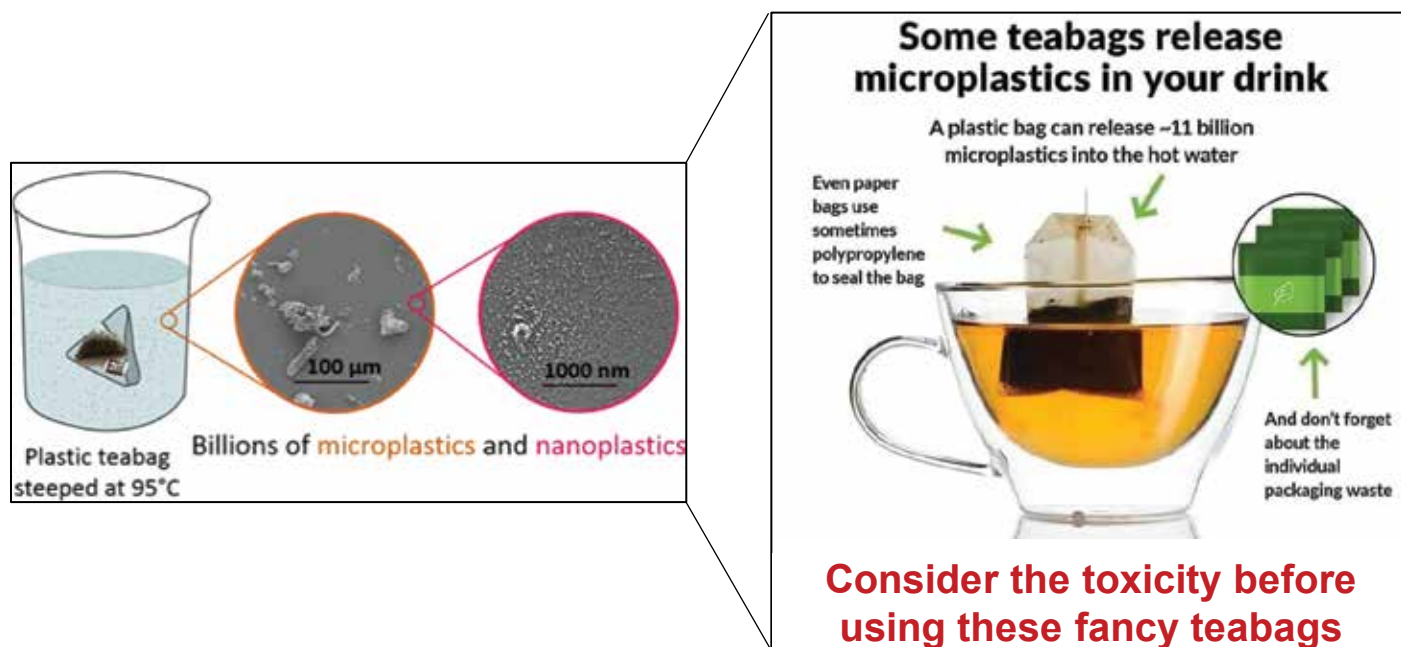 100 µm
1000 nm
Billions of microplastics and nanoplastics
Plastic teabag
steeped at 95°C
Some teabags release
microplastics in your drink
A plastic bag can release ~11 billion
microplastics into the hot water
Even paper
bags use
sometimes
polypropylene
to seal the bag
And don't forget
about the
individual
packaging waste
Consider the toxicity before
using these fancy teabags